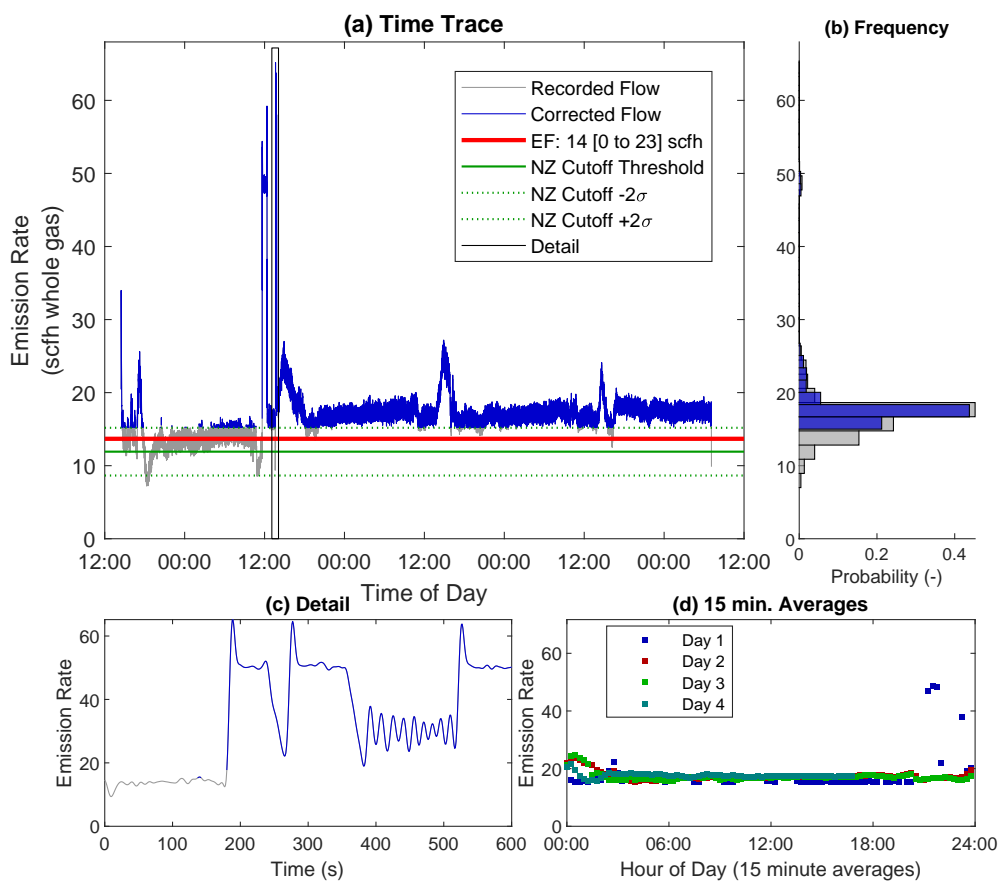 (a) Time Trace
Emission Rate
(scfh whole gas)
60
50
40
30
20
10
0
12:00 00:00 12:00 00:00 12:00 00:00 12:00 00:00 12:00
Time of Day
Recorded Flow
Corrected Flow
EF: 14 [0 to 23] scfh
NZ Cutoff Threshold
NZ Cutoff -2σ
NZ Cutoff +2σ
Detail
(b) Frequency
60
50
40
30
20
10
0
0 0.2 0.4
Probability (-)
(c) Detail
Emission Rate
60
40
20
0
0 100 200 300 400 500 600
Time (s)
(d) 15 min. Averages
Emission Rate
60
40
20
0
00:00 06:00 12:00 18:00 24:00
Hour of Day (15 minute averages)
Day 1
Day 2
Day 3
Day 4